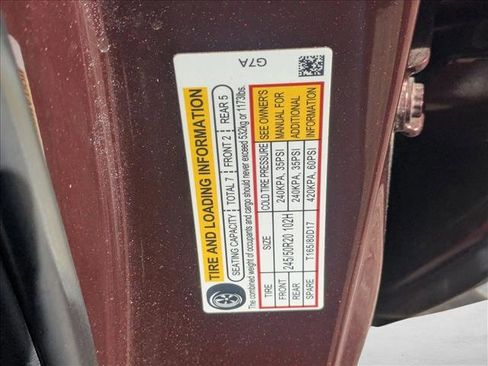 G7A
TIRE AND LOADING INFORMATION
SEATING CAPACITY TOTAL 7 FRONT 2 REAR 5
The combined weight of occupants and cargo should never exceed 532kg or 1173lbs.
TIRE SIZE COLD TIRE PRESSURE SEE OWNER'S
FRONT 245/50R20 102H 240KPA, 35PSI MANUAL FOR
REAR 240KPA, 35PSI ADDITIONAL
SPARE T165/80D17 420KPA, 60PSI INFORMATION